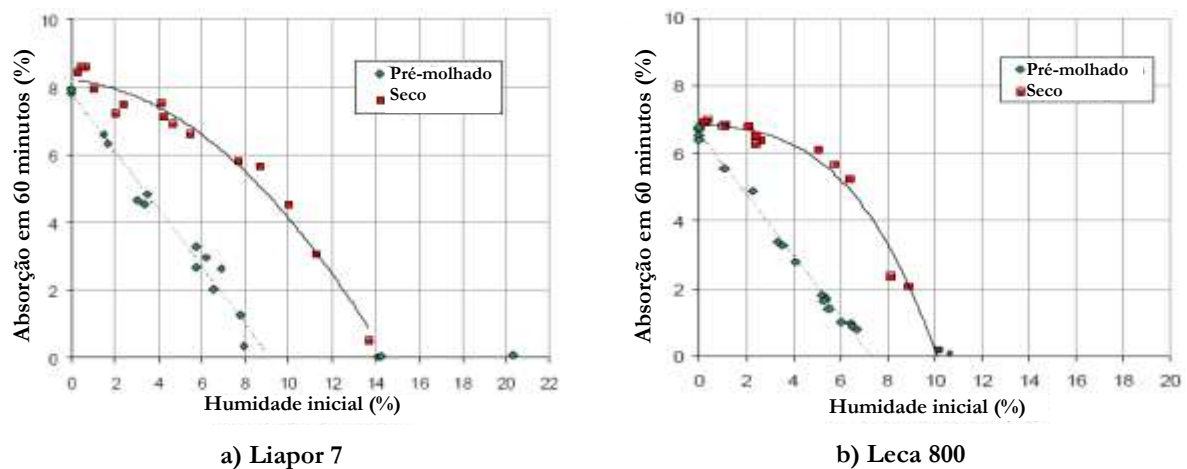 Absorção em 60 minutos (%)
10
8
6
4
2
0
Pré-molhado
Seco
0 2 4 6 8 10 12 14 16 18 20 22
Humidade inicial (%)
a) Liapor 7
Absorção em 60 minutos (%)
10
8
6
4
2
0
Pré-molhado
Seco
0 2 4 6 8 10 12 14 16 18 20
Humidade inicial (%)
b) Leca 800